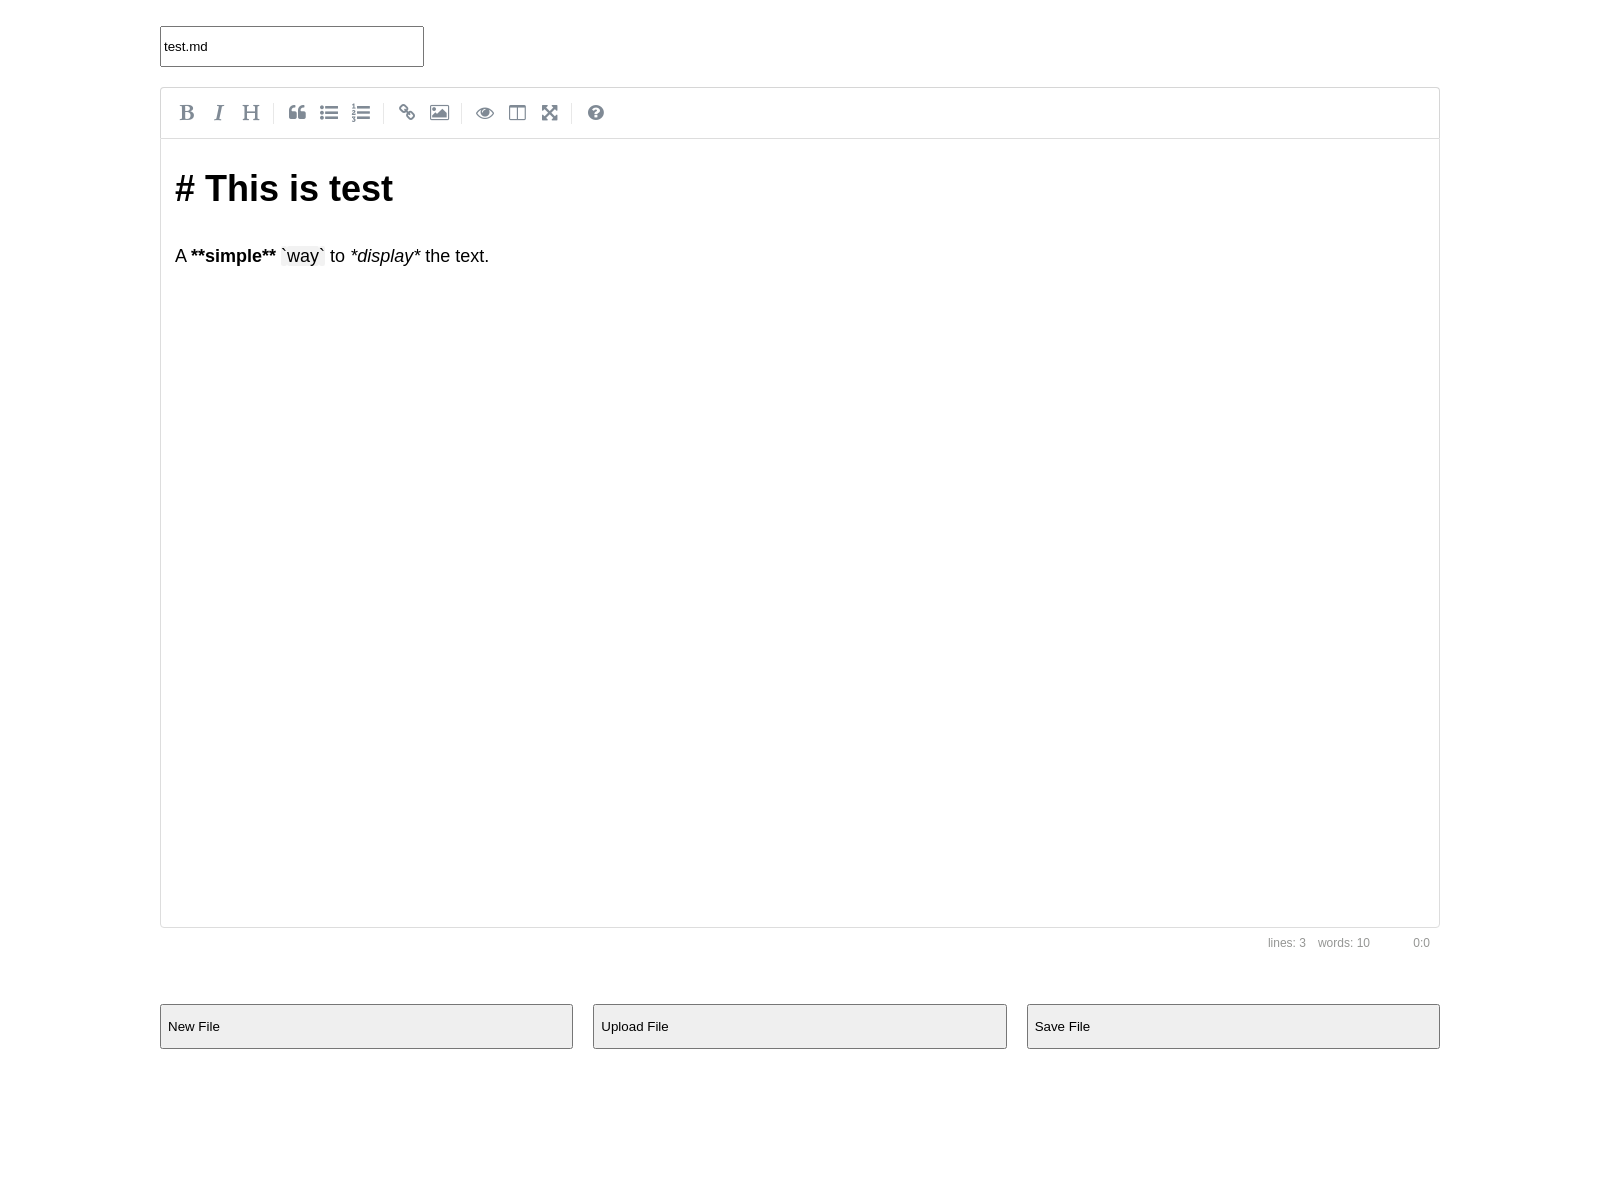 test.md
B I H
# This is test
A **simple** `way` to *display* the text.
lines: 3 words: 10 0:0
New File Upload File Save File